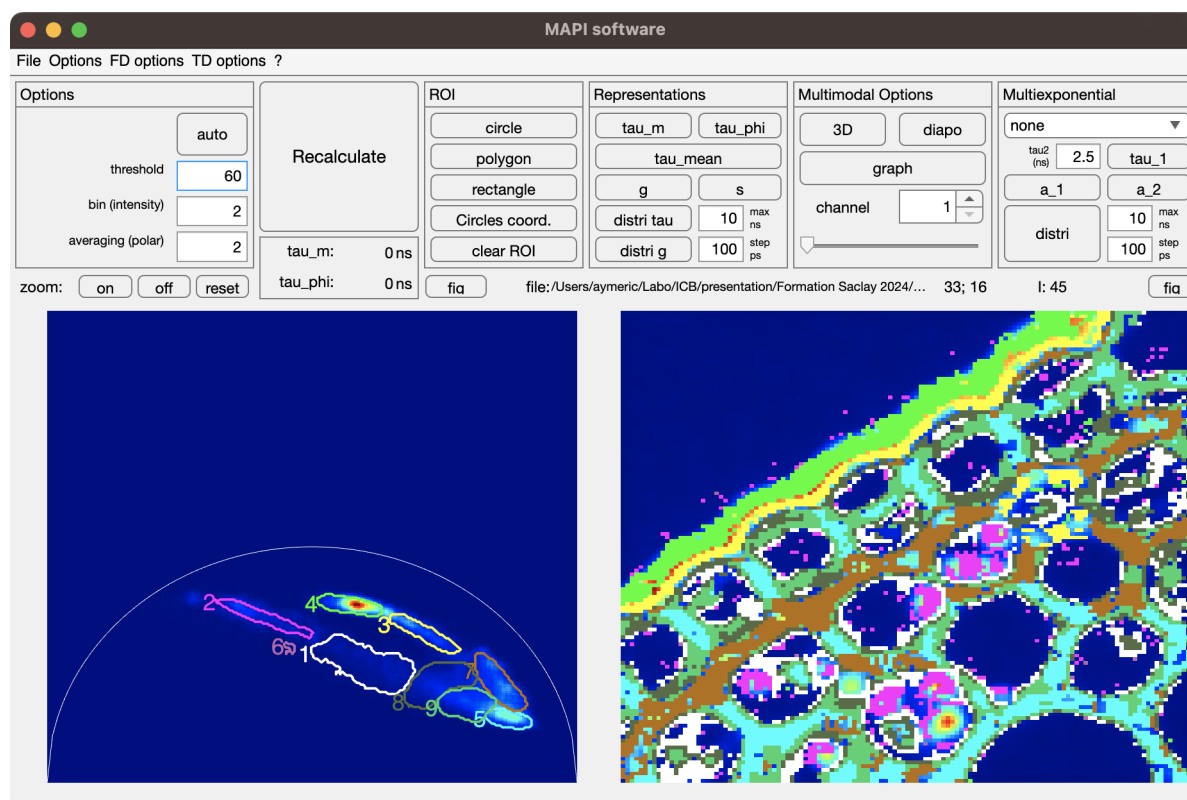 MAPI software
File Options FD options TD options ?
Options
auto
threshold
60
bin (intensity)
2
averaging (polar)
2
Recalculate
tau_m: 0 ns
tau_phi: 0 ns
ROI
circle
polygon
rectangle
Circles coord.
clear ROI
Representations
tau_m tau_phi
tau_mean
g s
distri tau 10 max ns
distri g 100 step ps
Multimodal Options
3D diapo
graph
channel 1
Multiexponential
none
tau2 (ns) 2.5 tau_1
a_1 a_2
distri
10 max ns
100 step ps
zoom: on off reset
fig
file:/Users/aymeric/Labo/ICB/presentation/Formation Saclay 2024/...
33; 16
I: 45
fig
2
4
3
6
1
7
8
9
5